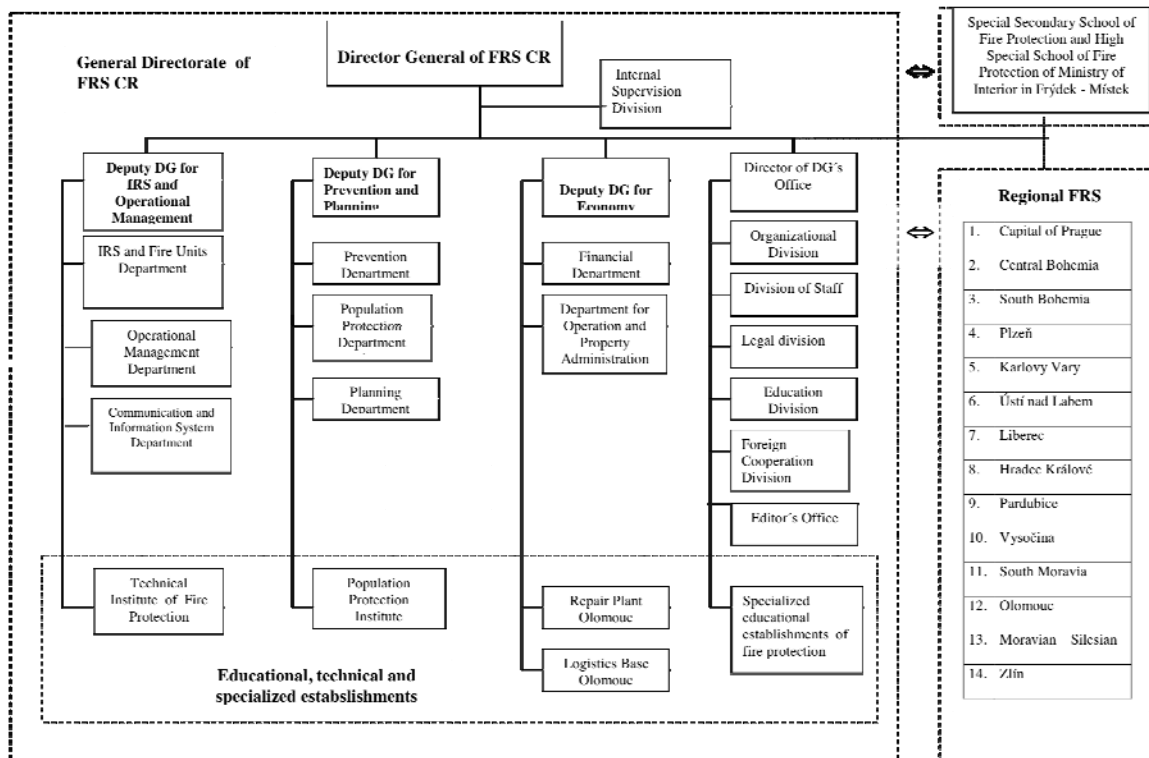 General Directorate of
FRS CR
Director General of FRS CR
Internal
Supervision
Division
Special Secondary School of
Fire Protection and High
Special School of Fire
Protection of Ministry of
Interior in Frýdek - Místek
Deputy DG for
IRS and
Operational
Management
IRS and Fire Units
Department
Operational
Management
Department
Communication and
Information System
Department
Technical
Institute of Fire
Protection
Deputy DG for
Prevention and
Planning
Prevention
Department
Population
Protection
Department
Planning
Department
Population
Protection
Institute
Deputy DG for
Economy
Financial
Department
Department for
Operation and
Property
Administration
Repair Plant
Olomouc
Logistics Base
Olomouc
Director of DG´s
Office
Organizational
Division
Division of Staff
Legal division
Education
Division
Foreign
Cooperation
Division
Editor´s Office
Specialized
educational
establishments of
fire protection
Educational, technical and
specialized estabslishments
Regional FRS
1. Capital of Prague
2. Central Bohemia
3. South Bohemia
4. Plzeň
5. Karlovy Vary
6. Ústí nad Labem
7. Liberec
8. Hradec Králové
9. Pardubice
10. Vysočina
11. South Moravia
12. Olomouc
13. Moravian Silesian
14. Zlín